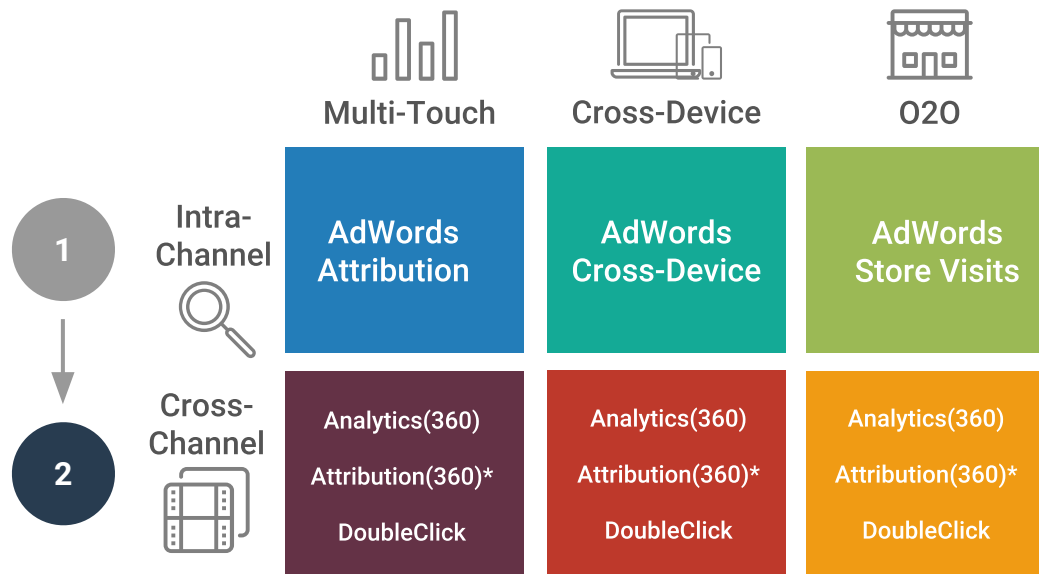 Multi-Touch
Cross-Device
O2O
1
Intra-
Channel
AdWords
Attribution
AdWords
Cross-Device
AdWords
Store Visits
2
Cross-
Channel
Analytics(360)
Attribution(360)*
DoubleClick
Analytics(360)
Attribution(360)*
DoubleClick
Analytics(360)
Attribution(360)*
DoubleClick